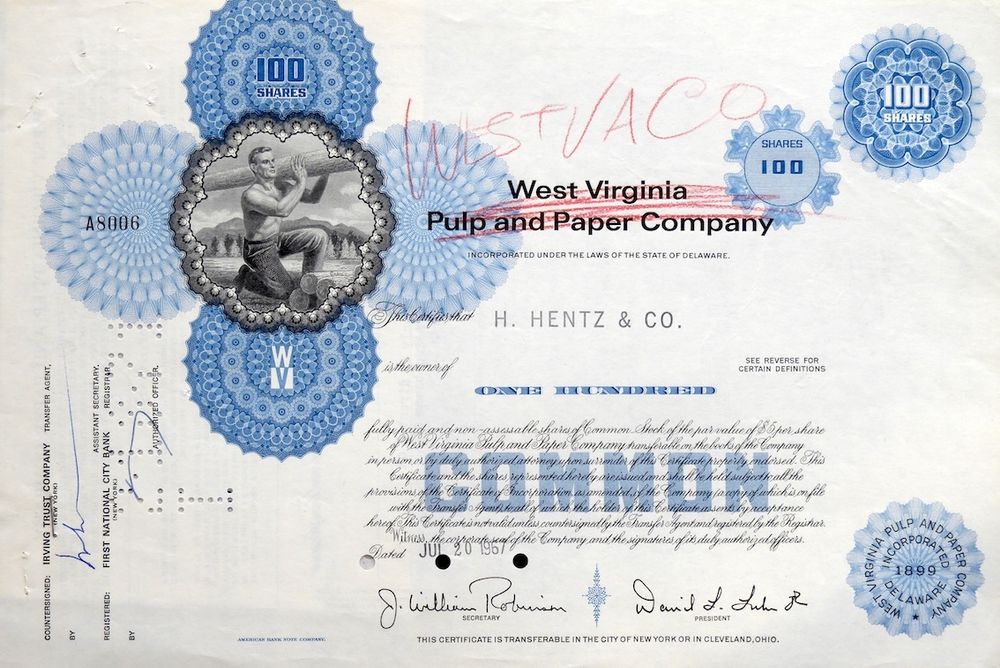 100
SHARES
100
SHARES
WESTVACO
SHARES
100
West Virginia
Pulp and Paper Company
A8006
INCORPORATED UNDER THE LAWS OF THE STATE OF DELAWARE.
This Certifies that H. HENTZ & CO.
is the owner of
SEE REVERSE FOR
CERTAIN DEFINITIONS
W
V
ONE HUNDRED
fully paid and non-assessable shares of Common Stock of the par value of $5 per share
of West Virginia Pulp and Paper Company transferable on the books of the Company
in person or by duly authorized attorney upon surrender of this Certificate properly endorsed. This
Certificate and the shares represented hereby are issued and shall be held subject to all the
provisions of the Certificate of Incorporation, as amended, of the Company (a copy of which is on file
with the Transfer Agent), to all of which the holder of this Certificate assents by acceptance
hereof. This Certificate is not valid unless countersigned by the Transfer Agent and registered by the Registrar.
Witness, the corporate seal of the Company and the signatures of its duly authorized officers.
COMMON
Dated JUL 20 1967
J. William Robinson
SECRETARY
PRESIDENT
THIS CERTIFICATE IS TRANSFERABLE IN THE CITY OF NEW YORK OR IN CLEVELAND, OHIO.
AMERICAN BANK NOTE COMPANY.
WEST VIRGINIA PULP AND PAPER COMPANY
INCORPORATED
1899
DELAWARE
COUNTERSIGNED: IRVING TRUST COMPANY TRANSFER AGENT,
(NEW YORK)
BY
ASSISTANT SECRETARY.
REGISTERED: FIRST NATIONAL CITY BANK REGISTRAR,
(NEW YORK)
BY
AUTHORIZED OFFICER.